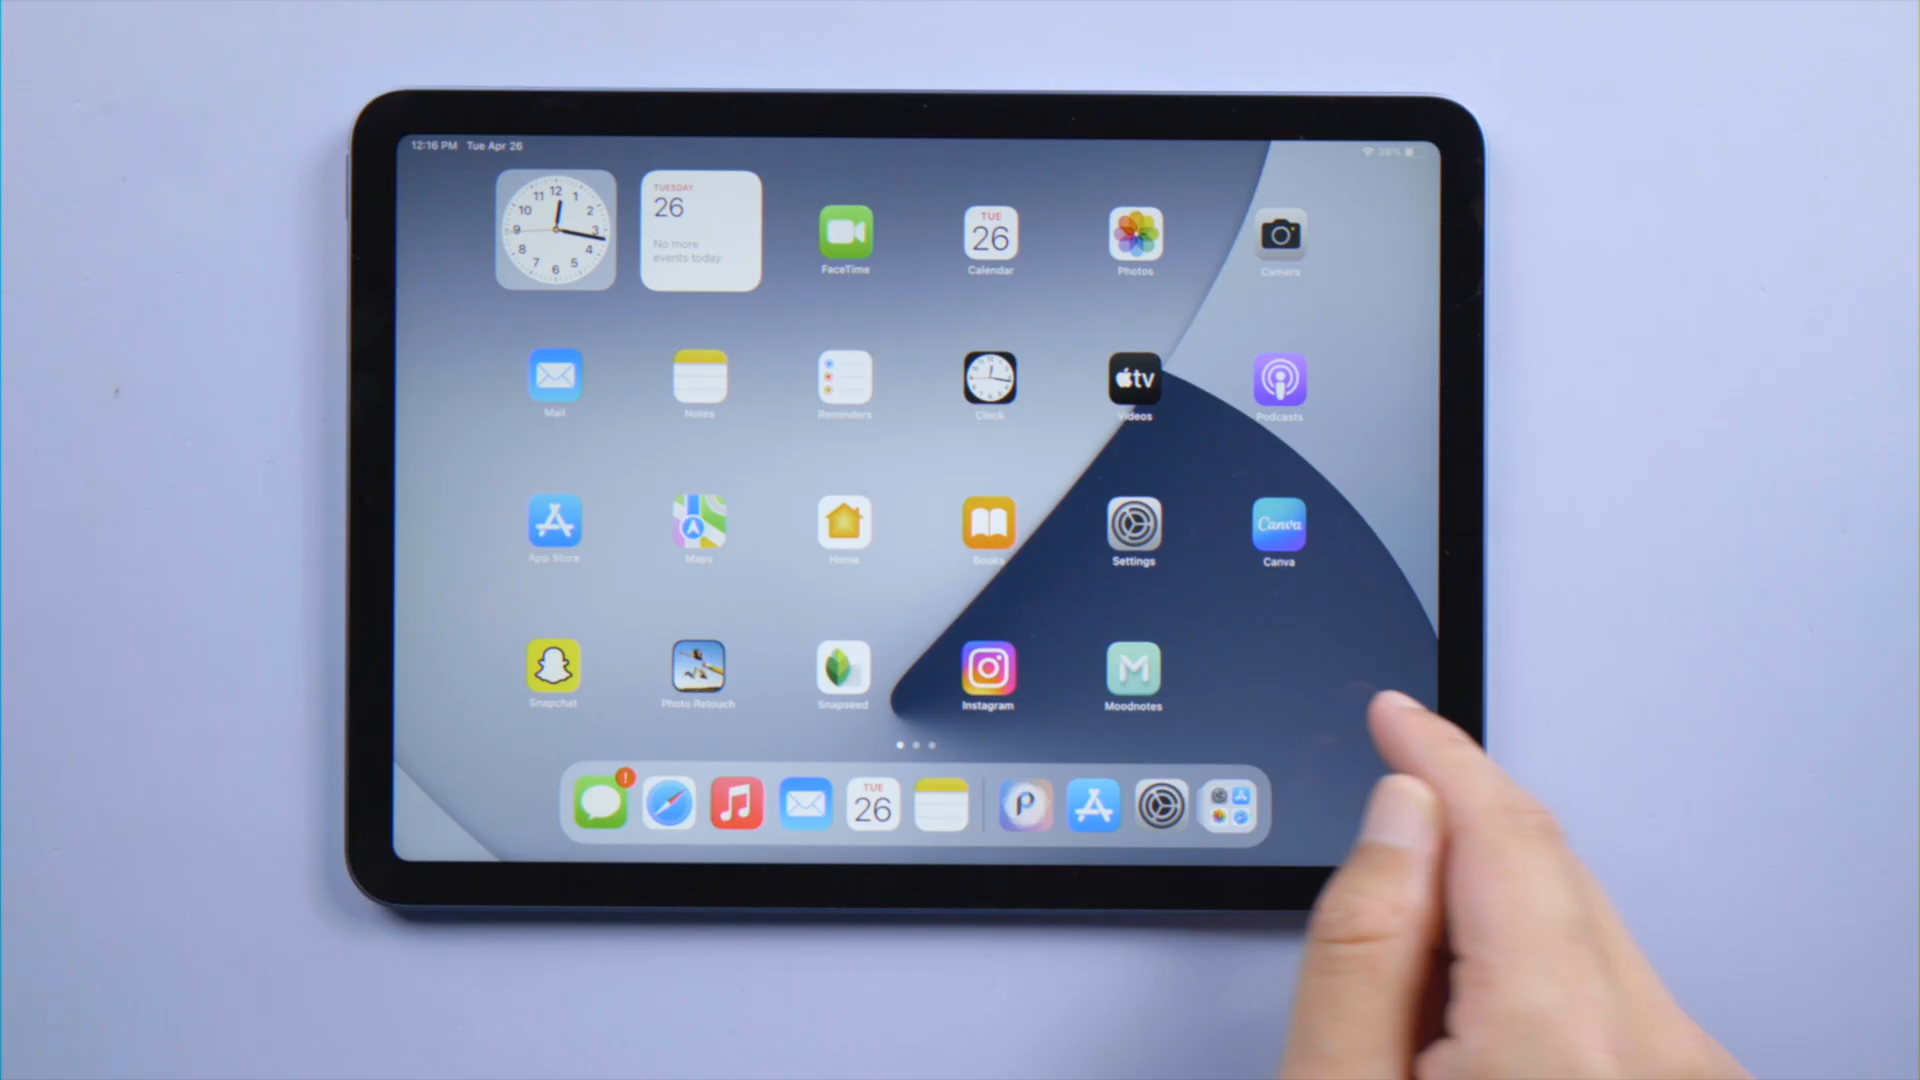 12:16 PM Tue Apr 26
39%
12
11 1
10 2
9 3
8 4
7 5
6
TUESDAY
26
No more
events today
FaceTime
TUE
26
Calendar
Photos
Camera
Mail
Notes
Reminders
Clock
tv
Videos
Podcasts
App Store
Maps
Home
Books
Settings
Canva
Canva
Snapchat
Photo Retouch
Snapseed
Instagram
M
Moodnotes
!
TUE
26
P